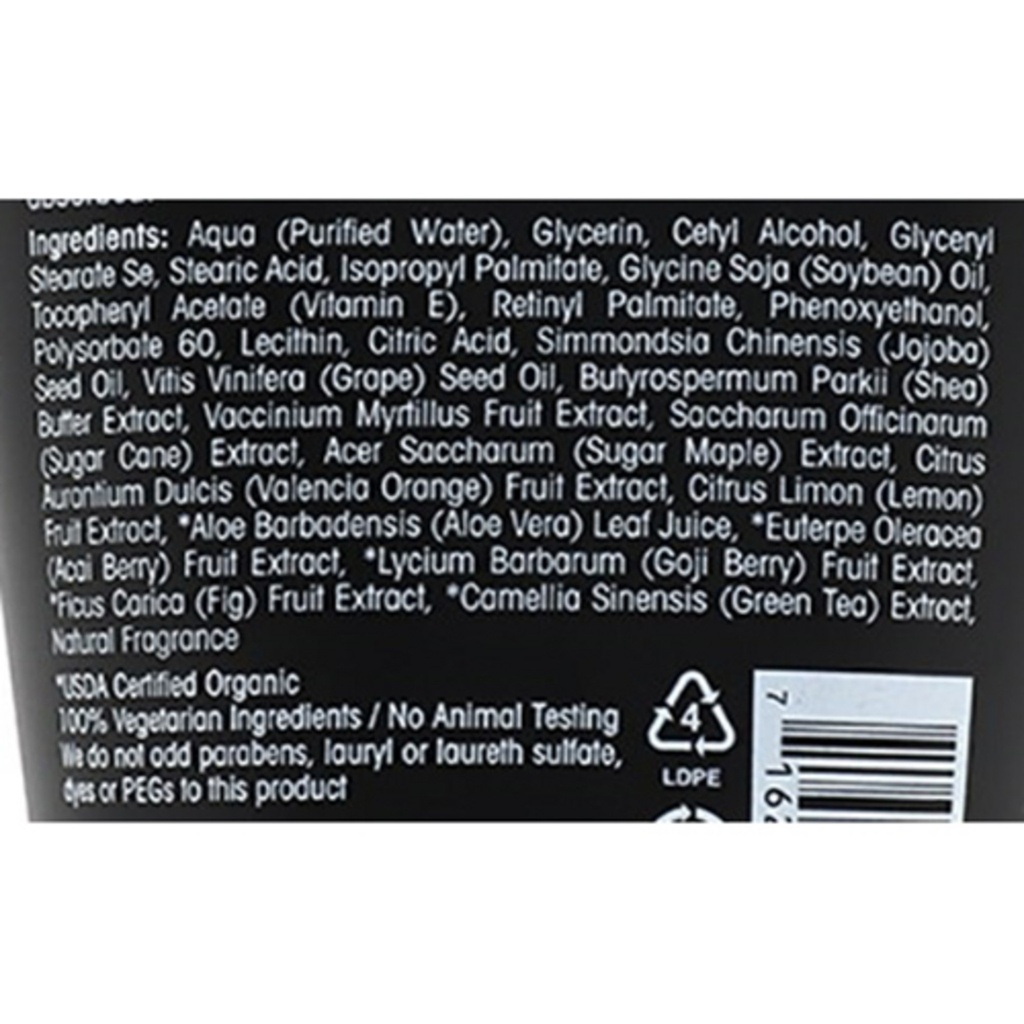 Ingredients: Aqua (Purified Water), Glycerin, Cetyl Alcohol, Glyceryl
Stearate Se, Stearic Acid, Isopropyl Palmitate, Glycine Soja (Soybean) Oil,
Tocopheryl Acetate (Vitamin E), Retinyl Palmitate, Phenoxyethanol,
Polysorbate 60, Lecithin, Citric Acid, Simmondsia Chinensis (Jojoba)
Seed Oil, Vitis Vinifera (Grape) Seed Oil, Butyrospermum Parkii (Shea)
Butter Extract, Vaccinium Myrtillus Fruit Extract, Saccharum Officinarum
(Sugar Cane) Extract, Acer Saccharum (Sugar Maple) Extract, Citrus
Aurantium Dulcis (Valencia Orange) Fruit Extract, Citrus Limon (Lemon)
Fruit Extract, *Aloe Barbadensis (Aloe Vera) Leaf Juice, *Euterpe Oleracea
(Acai Berry) Fruit Extract, *Lycium Barbarum (Goji Berry) Fruit Extract,
*Ficus Carica (Fig) Fruit Extract, *Camellia Sinensis (Green Tea) Extract,
Natural Fragrance
*USDA Certified Organic
100% Vegetarian Ingredients / No Animal Testing
We do not add parabens, lauryl or laureth sulfate,
dyes or PEGs to this product
4
LDPE
7 162